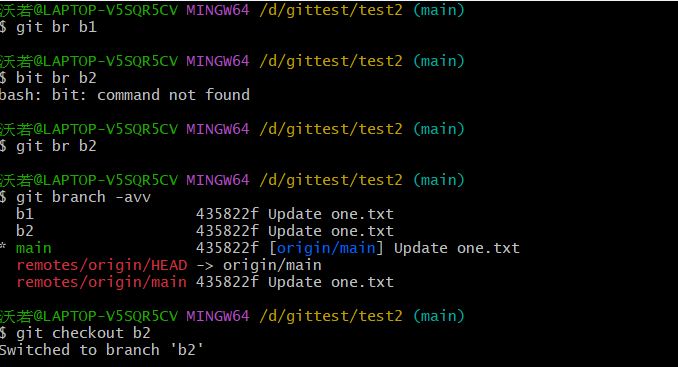 沃若@LAPTOP-V5SQR5CV MINGW64 /d/gittest/test2 (main)
$ git br b1
沃若@LAPTOP-V5SQR5CV MINGW64 /d/gittest/test2 (main)
$ bit br b2
bash: bit: command not found
沃若@LAPTOP-V5SQR5CV MINGW64 /d/gittest/test2 (main)
$ git br b2
沃若@LAPTOP-V5SQR5CV MINGW64 /d/gittest/test2 (main)
$ git branch -avv
b1 435822f Update one.txt
b2 435822f Update one.txt
* main 435822f [origin/main] Update one.txt
remotes/origin/HEAD -> origin/main
remotes/origin/main 435822f Update one.txt
沃若@LAPTOP-V5SQR5CV MINGW64 /d/gittest/test2 (main)
$ git checkout b2
Switched to branch 'b2'